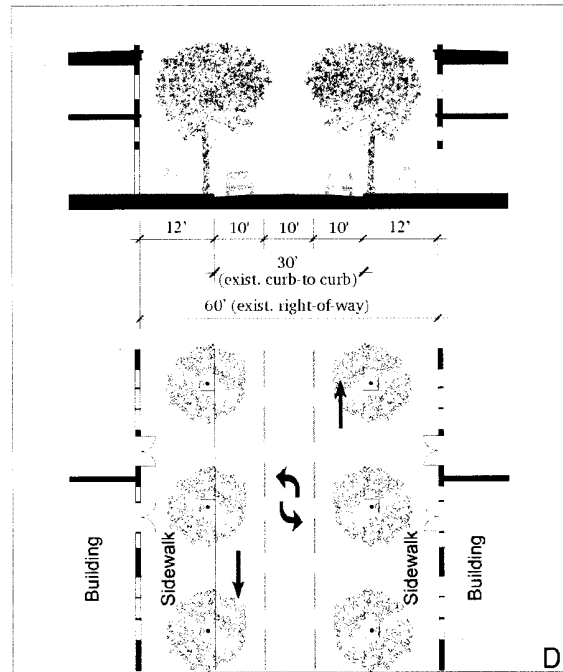 12' 10' 10' 10' 12'
30'
(exist. curb-to curb)
60' (exist. right-of-way)
Building
Sidewalk
Sidewalk
Building
D